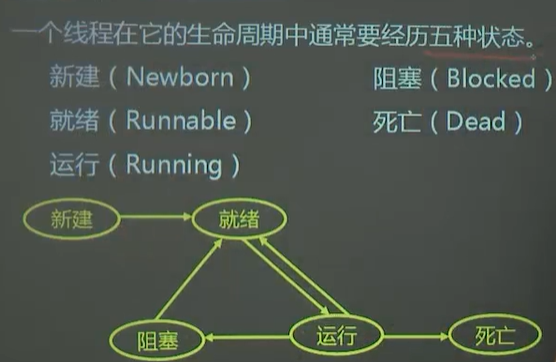 一个线程在它的生命周期中通常要经历五种状态。
新建（Newborn） 阻塞（Blocked）
就绪（Runnable） 死亡（Dead）
运行（Running）
新建 就绪
阻塞 运行 死亡